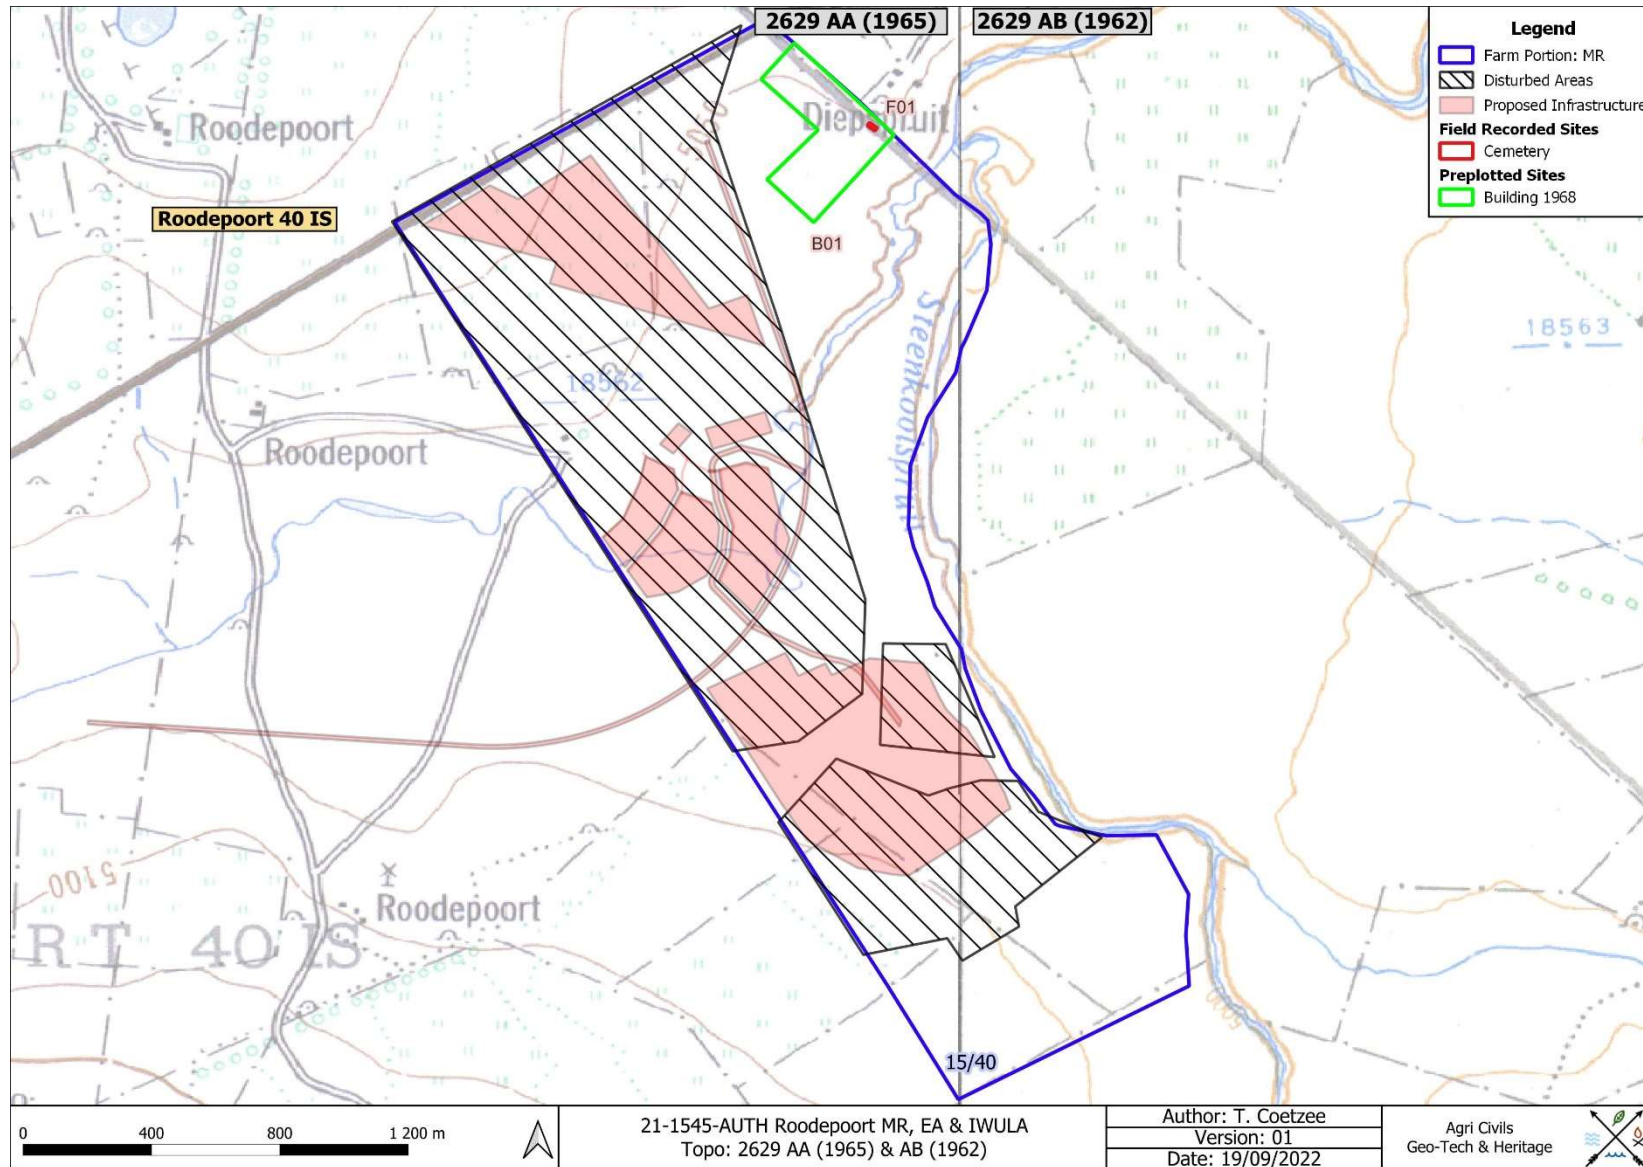 2629 AA (1965)
2629 AB (1962)
Legend
Farm Portion: MR
Disturbed Areas
Proposed Infrastructure
Field Recorded Sites
Cemetery
Preplotted Sites
Building 1968
Roodepoort
Diepspruit
F01
Roodepoort 40 IS
B01
5050
Steenkoolspruit
18563
18562
Roodepoort
5100
Roodepoort
RT 40 IS
15/40
0 400 800 1 200 m
21-1545-AUTH Roodepoort MR, EA & IWULA
Topo: 2629 AA (1965) & AB (1962)
Author: T. Coetzee
Version: 01
Date: 19/09/2022
Agri Civils
Geo-Tech & Heritage